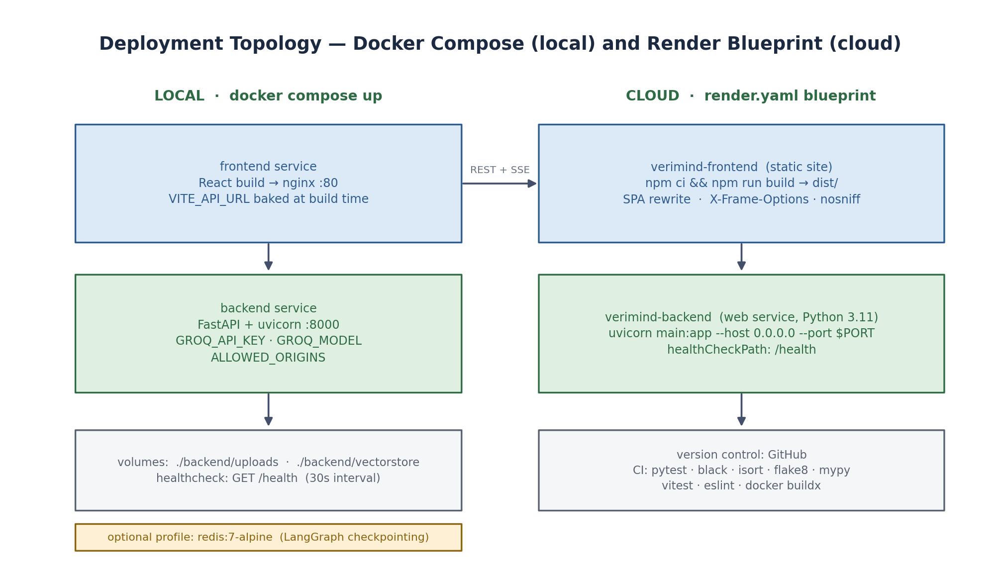 Deployment Topology — Docker Compose (local) and Render Blueprint (cloud)
LOCAL · docker compose up
frontend service
React build → nginx :80
VITE_API_URL baked at build time
REST + SSE
backend service
FastAPI + uvicorn :8000
GROQ_API_KEY · GROQ_MODEL
ALLOWED_ORIGINS
volumes: ./backend/uploads · ./backend/vectorstore
healthcheck: GET /health (30s interval)
optional profile: redis:7-alpine (LangGraph checkpointing)
CLOUD · render.yaml blueprint
verimind-frontend (static site)
npm ci && npm run build → dist/
SPA rewrite · X-Frame-Options · nosniff
verimind-backend (web service, Python 3.11)
uvicorn main:app --host 0.0.0.0 --port $PORT
healthCheckPath: /health
version control: GitHub
CI: pytest · black · isort · flake8 · mypy
vitest · eslint · docker buildx